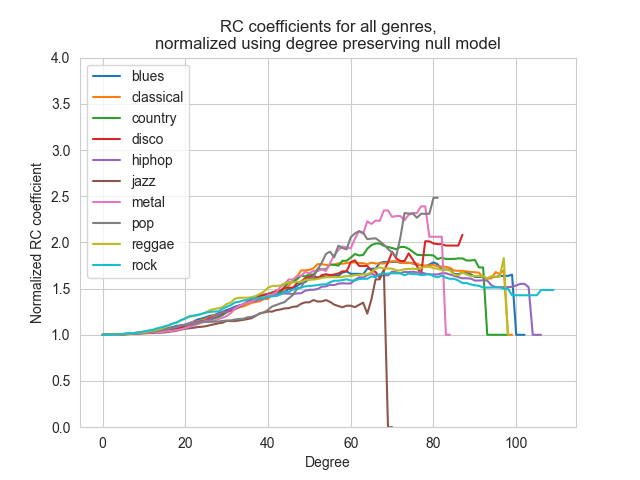 RC coefficients for all genres,
normalized using degree preserving null model
Normalized RC coefficient
4.0
3.5
3.0
2.5
2.0
1.5
1.0
0.5
0.0
blues
classical
country
disco
hiphop
jazz
metal
pop
reggae
rock
0 20 40 60 80 100
Degree